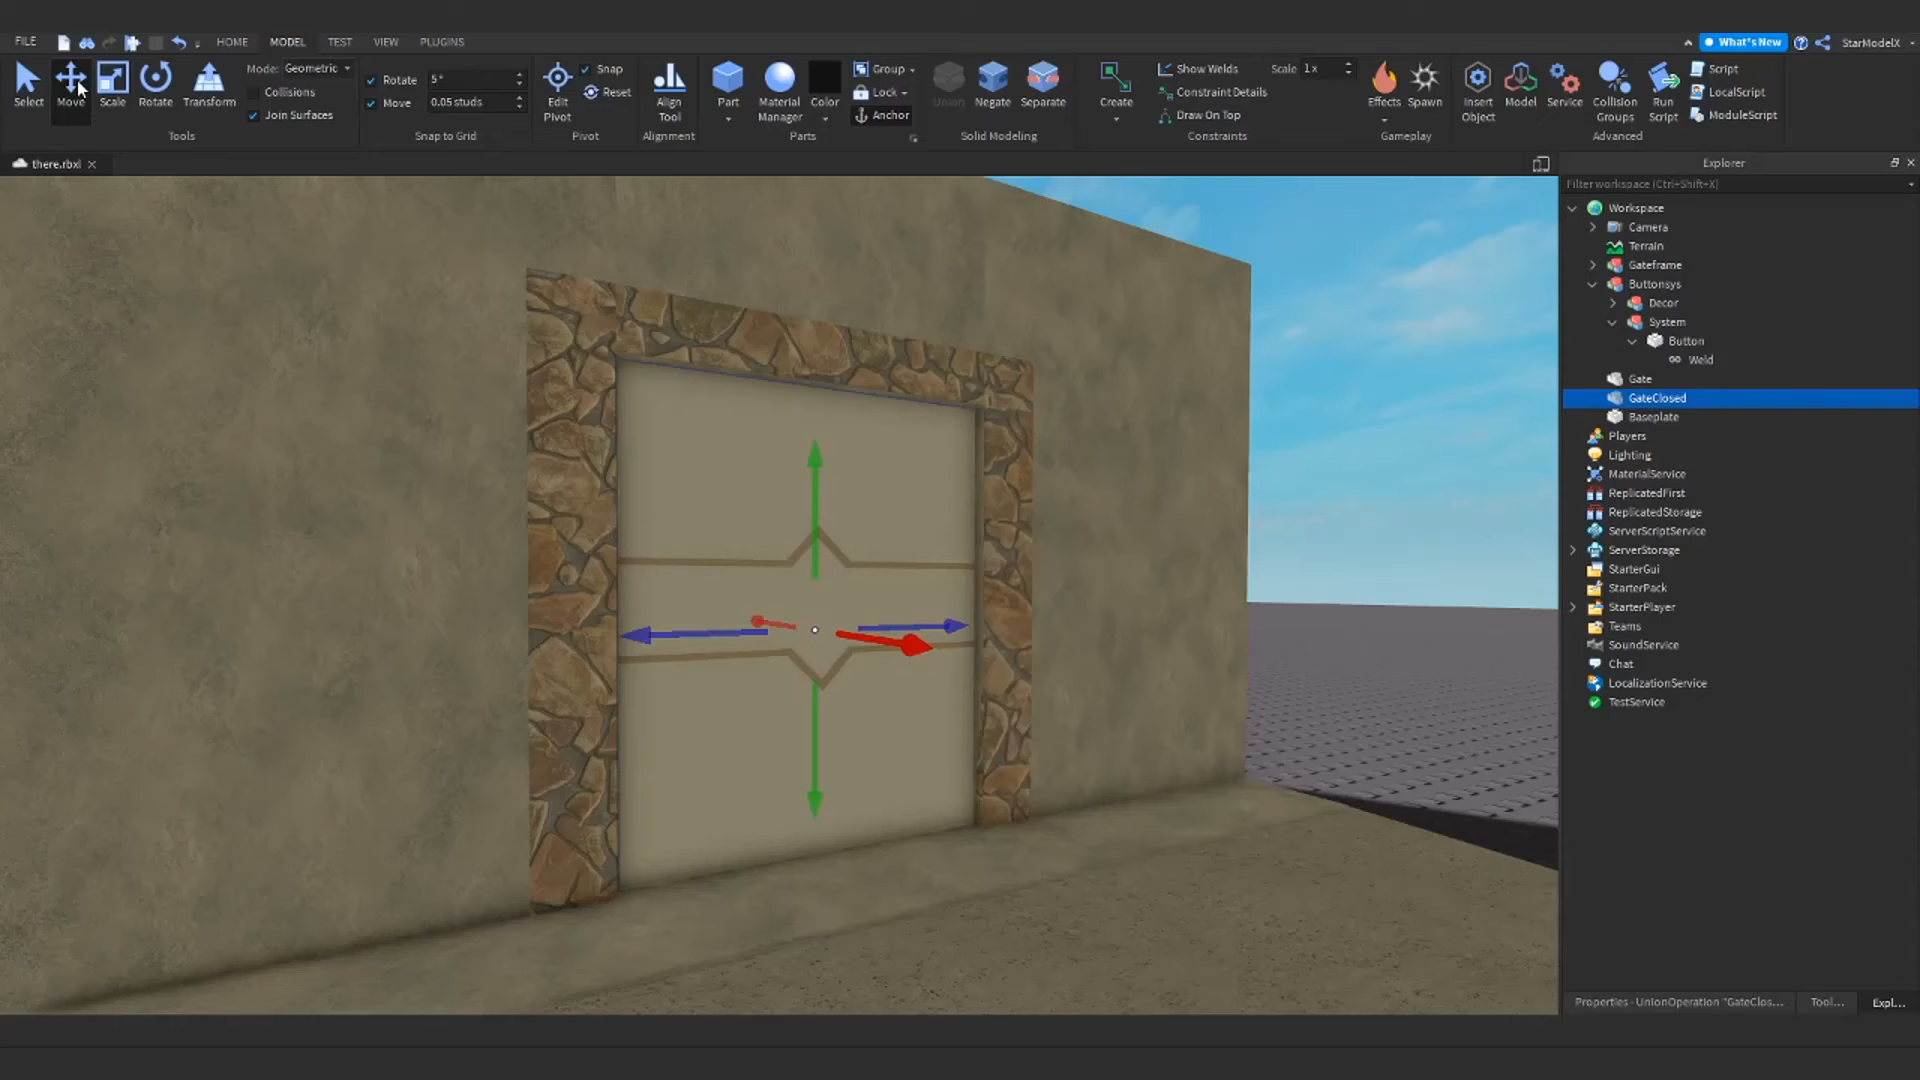 FILE HOME MODEL TEST VIEW PLUGINS What's New StarModelX
Select Move Scale Rotate Transform
Mode: Geometric
Collisions
Join Surfaces
Tools
Rotate 5°
Move 0.05 studs
Snap to Grid
Edit Pivot
Snap
Reset
Pivot
Align Tool
Alignment
Part
Material Manager
Color
Group
Lock
Anchor
Parts
Union Negate Separate
Solid Modeling
Create
Show Welds
Constraint Details
Draw On Top
Scale 1x
Constraints
Effects Spawn
Gameplay
Insert Object
Model
Service
Collision Groups
Run Script
Script
LocalScript
ModuleScript
Advanced
there.rbxl
Explorer
Filter workspace (Ctrl+Shift+X)
Workspace
Camera
Terrain
Gateframe
Buttonsys
Decor
System
Button
Weld
Gate
GateClosed
Baseplate
Players
Lighting
MaterialService
ReplicatedFirst
ReplicatedStorage
ServerScriptService
ServerStorage
StarterGui
StarterPack
StarterPlayer
Teams
SoundService
Chat
LocalizationService
TestService
Properties - UnionOperation "GateClos... Tool... Expl...